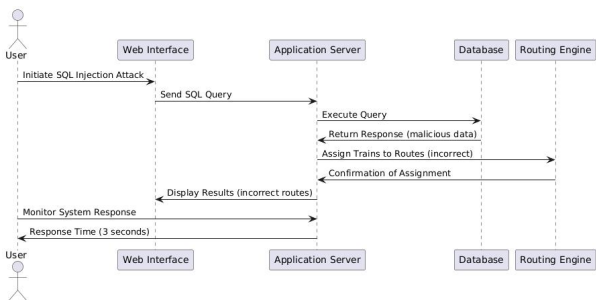 User
Web Interface
Application Server
Database
Routing Engine
Initiate SQL Injection Attack
Send SQL Query
Execute Query
Return Response (malicious data)
Assign Trains to Routes (incorrect)
Confirmation of Assignment
Display Results (incorrect routes)
Monitor System Response
Response Time (3 seconds)
User
Web Interface
Application Server
Database
Routing Engine